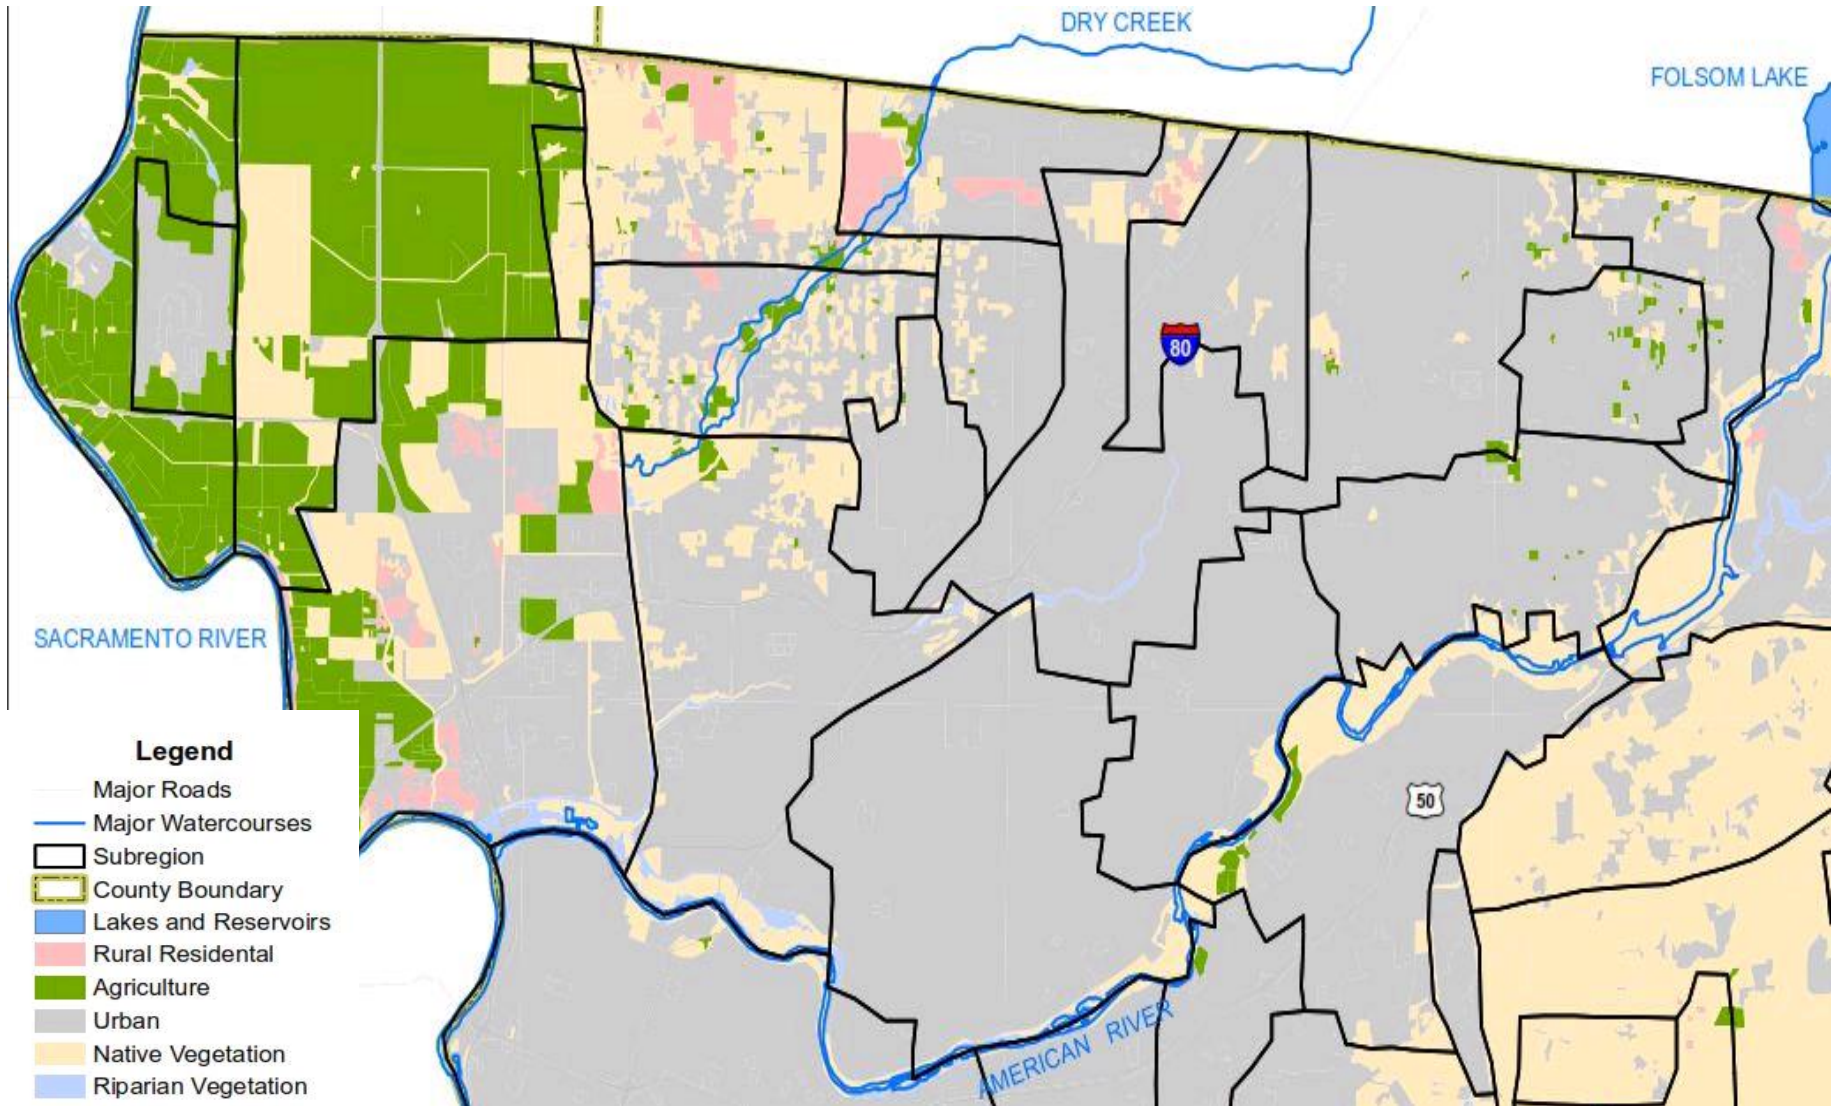 DRY CREEK
FOLSOM LAKE
80
SACRAMENTO RIVER
50
AMERICAN RIVER
Legend
Major Roads
Major Watercourses
Subregion
County Boundary
Lakes and Reservoirs
Rural Residental
Agriculture
Urban
Native Vegetation
Riparian Vegetation